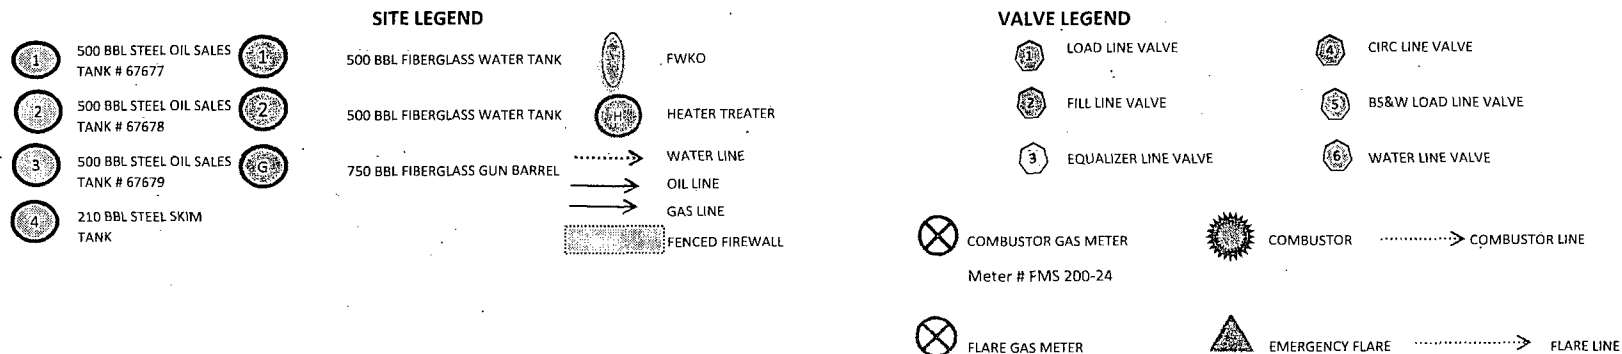 SITE LEGEND
1 500 BBL STEEL OIL SALES
TANK # 67677
2 500 BBL STEEL OIL SALES
TANK # 67678
3 500 BBL STEEL OIL SALES
TANK # 67679
4 210 BBL STEEL SKIM
TANK
1 500 BBL FIBERGLASS WATER TANK
2 500 BBL FIBERGLASS WATER TANK
G 750 BBL FIBERGLASS GUN BARREL
FWKO
H HEATER TREATER
WATER LINE
OIL LINE
GAS LINE
FENCED FIREWALL
VALVE LEGEND
1 LOAD LINE VALVE
2 FILL LINE VALVE
3 EQUALIZER LINE VALVE
4 CIRC LINE VALVE
5 BS&W LOAD LINE VALVE
6 WATER LINE VALVE
COMBUSTOR GAS METER
Meter # FMS 200-24
COMBUSTOR
COMBUSTOR LINE
FLARE GAS METER
EMERGENCY FLARE
FLARE LINE